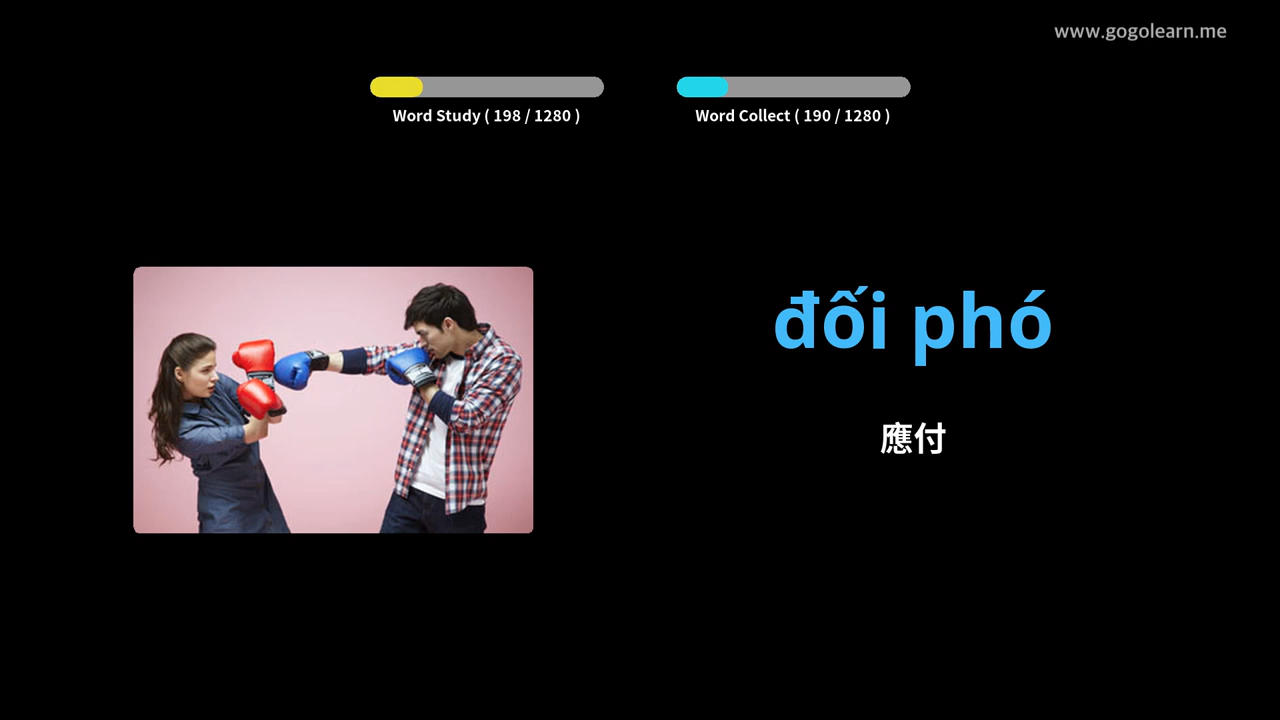 www.gogolearn.me
Word Study ( 198 / 1280 )
Word Collect ( 190 / 1280 )
đối phó
應付